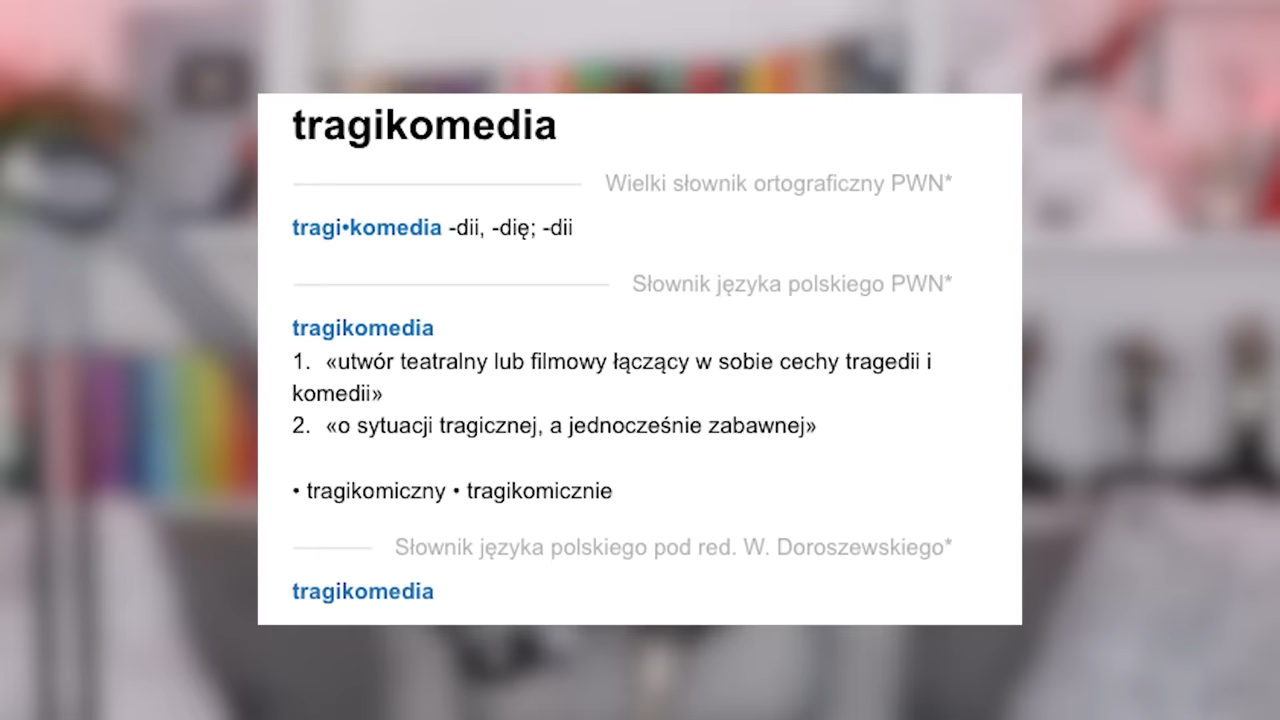 tragikomedia
Wielki słownik ortograficzny PWN*
tragi•komedia -dii, -dię; -dii
Słownik języka polskiego PWN*
tragikomedia
1. «utwór teatralny lub filmowy łączący w sobie cechy tragedii i
komedii»
2. «o sytuacji tragicznej, a jednocześnie zabawnej»
• tragikomiczny • tragikomicznie
Słownik języka polskiego pod red. W. Doroszewskiego*
tragikomedia